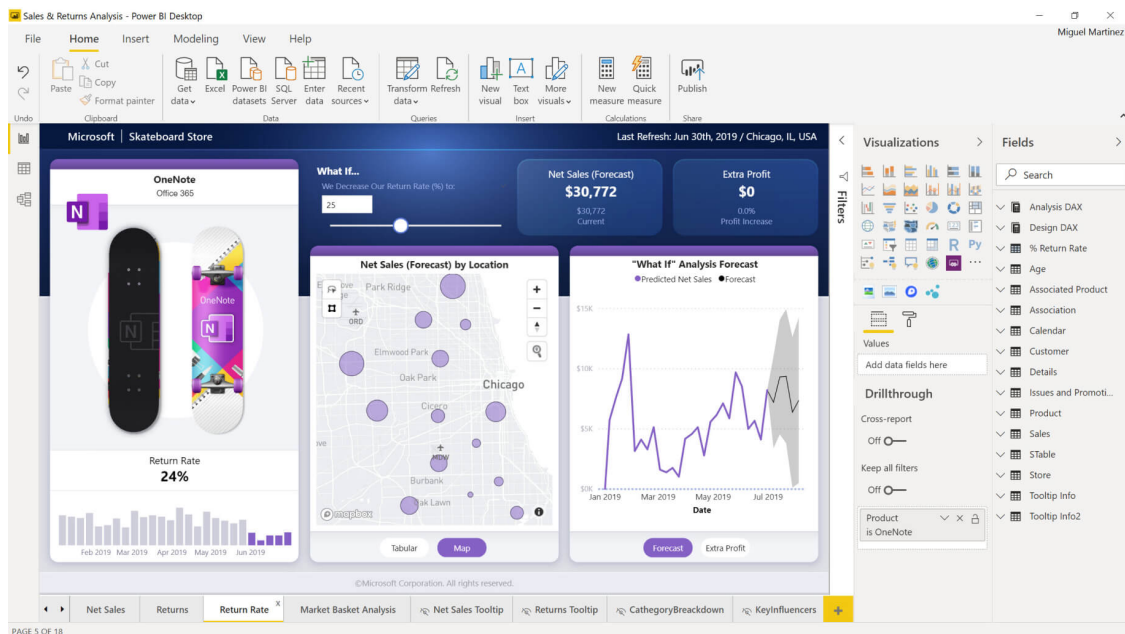 Sales & Returns Analysis - Power BI Desktop
Miguel Martinez
File Home Insert Modeling View Help
Paste
Cut
Copy
Format painter
Get data
Excel
Power BI datasets
SQL Server
Enter data
Recent sources
Transform data
Refresh
New visual
Text box
More visuals
New measure
Quick measure
Publish
Undo Clipboard Data Queries Insert Calculations Share
Microsoft | Skateboard Store
Last Refresh: Jun 30th, 2019 / Chicago, IL, USA
OneNote
Office 365
N
OneNote
N
Return Rate
24%
Feb 2019 Mar 2019 Apr 2019 May 2019 Jun 2019
What If...
We Decrease Our Return Rate (%) to:
25
Net Sales (Forecast)
$30,772
$30,772
Current
Extra Profit
$0
0.0%
Profit Increase
Net Sales (Forecast) by Location
Park Ridge
ORD
Elmwood Park
Oak Park
Chicago
Cicero
MDW
Burbank
Oak Lawn
mapbox
Tabular Map
"What If" Analysis Forecast
Predicted Net Sales Forecast
$15K
$10K
$5K
$0K
Jan 2019 Mar 2019 May 2019 Jul 2019
Date
Forecast Extra Profit
©Microsoft Corporation. All rights reserved.
Filters
Visualizations
R Py
Values
Add data fields here
Drillthrough
Cross-report
Off
Keep all filters
Off
Product
is OneNote
Fields
Search
Analysis DAX
Design DAX
% Return Rate
Age
Associated Product
Association
Calendar
Customer
Details
Issues and Promoti...
Product
Sales
STable
Store
Tooltip Info
Tooltip Info2
Net Sales Returns Return Rate x Market Basket Analysis Net Sales Tooltip Returns Tooltip CathegoryBreackdown KeyInfluencers +
PAGE 5 OF 18